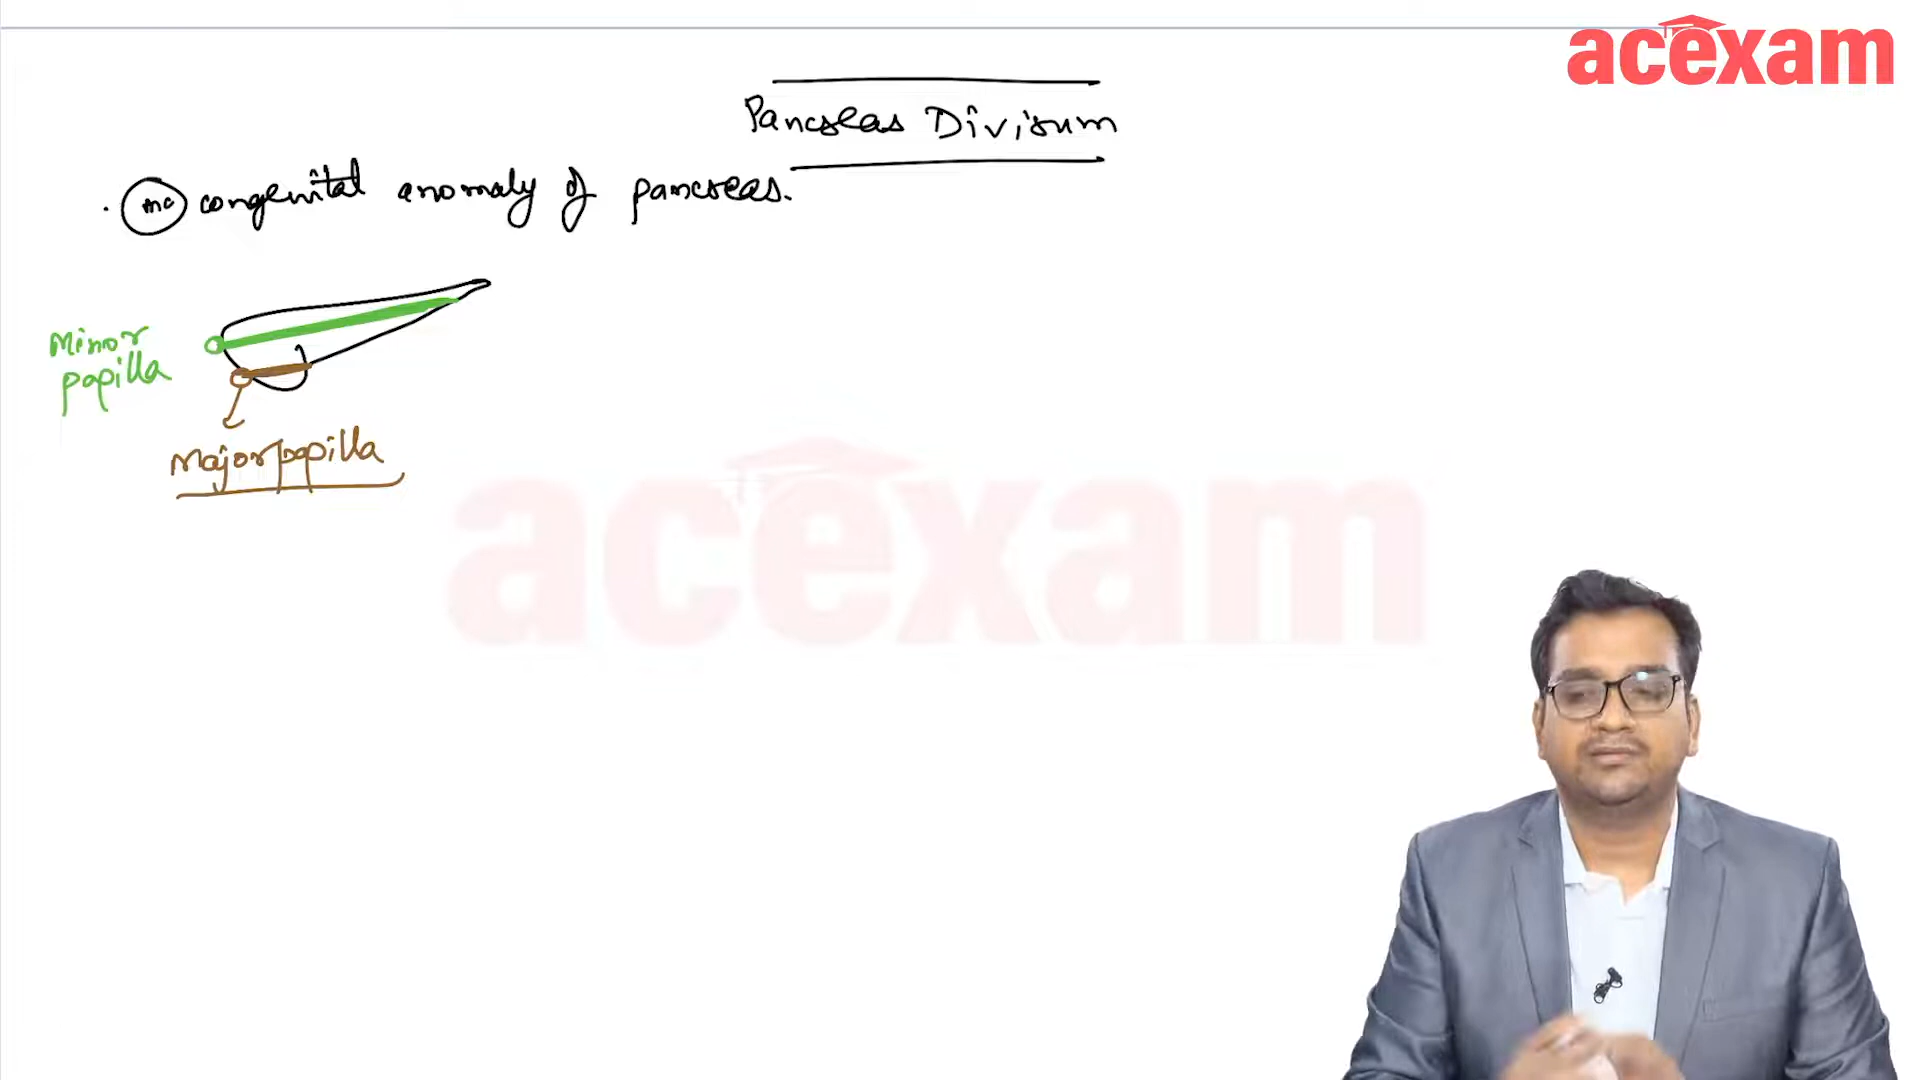 acexam
Pancreas Divisum
. mc congenital anomaly of pancreas.
Minor
papilla
Major papilla
acexam